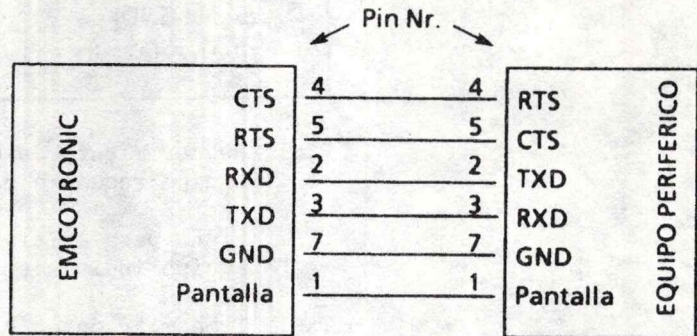 Pin Nr.
EMCOTRONIC
CTS 4 4 RTS
RTS 5 5 CTS
RXD 2 2 TXD
TXD 3 3 RXD
GND 7 7 GND
Pantalla 1 1 Pantalla
EQUIPO PERIFERICO